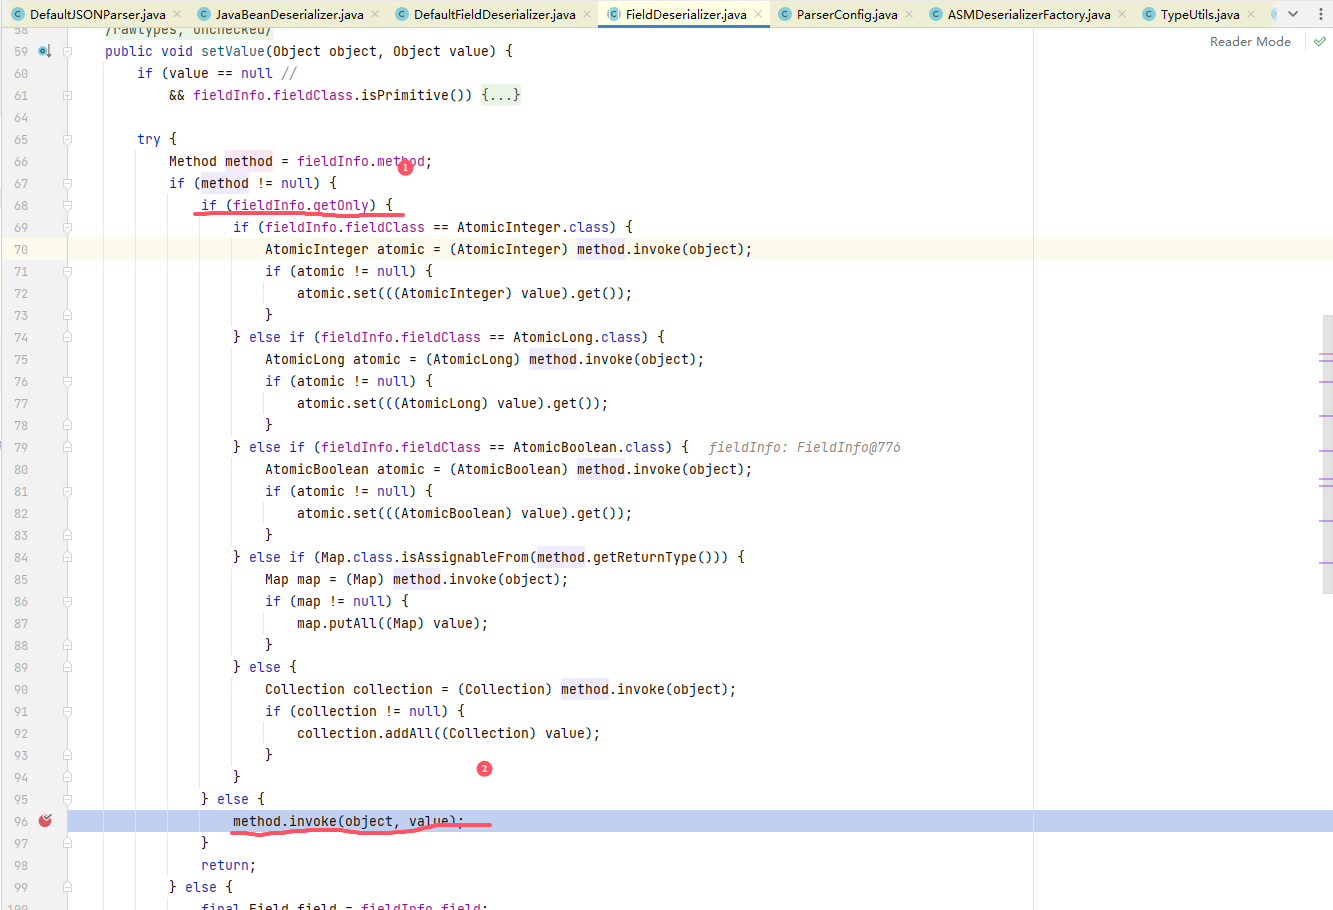 DefaultJSONParser.java JavaBeanDeserializer.java DefaultFieldDeserializer.java FieldDeserializer.java ParserConfig.java ASMDeserializerFactory.java TypeUtils.java
Reader Mode
58 /rawtypes, unchecked/
59 public void setValue(Object object, Object value) {
60 if (value == null //
61 && fieldInfo.fieldClass.isPrimitive()) {...}
64
65 try {
66 Method method = fieldInfo.method;
1
67 if (method != null) {
68 if (fieldInfo.getOnly) {
69 if (fieldInfo.fieldClass == AtomicInteger.class) {
70 AtomicInteger atomic = (AtomicInteger) method.invoke(object);
71 if (atomic != null) {
72 atomic.set(((AtomicInteger) value).get());
73 }
74 } else if (fieldInfo.fieldClass == AtomicLong.class) {
75 AtomicLong atomic = (AtomicLong) method.invoke(object);
76 if (atomic != null) {
77 atomic.set(((AtomicLong) value).get());
78 }
79 } else if (fieldInfo.fieldClass == AtomicBoolean.class) { fieldInfo: FieldInfo@776
80 AtomicBoolean atomic = (AtomicBoolean) method.invoke(object);
81 if (atomic != null) {
82 atomic.set(((AtomicBoolean) value).get());
83 }
84 } else if (Map.class.isAssignableFrom(method.getReturnType())) {
85 Map map = (Map) method.invoke(object);
86 if (map != null) {
87 map.putAll((Map) value);
88 }
89 } else {
90 Collection collection = (Collection) method.invoke(object);
91 if (collection != null) {
92 collection.addAll((Collection) value);
93 }
2
94 }
95 } else {
96 method.invoke(object, value);
97 }
98 return;
99 } else {
100 final Field field = fieldInfo.field;